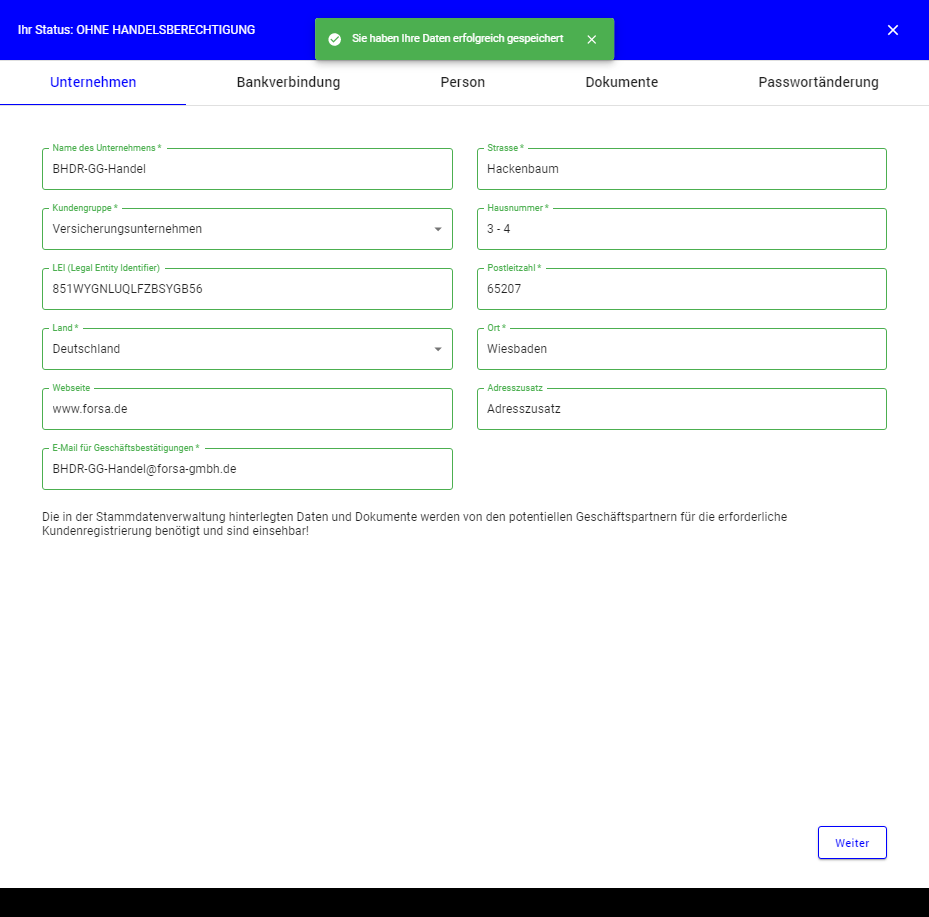 Ihr Status: OHNE HANDELSBERECHTIGUNG
Sie haben Ihre Daten erfolgreich gespeichert
Unternehmen
Bankverbindung
Person
Dokumente
Passwortänderung
Name des Unternehmens *
BHDR-GG-Handel
Strasse *
Hackenbaum
Kundengruppe *
Versicherungsunternehmen
Hausnummer *
3 - 4
LEI (Legal Entity Identifier)
851WYGNLUQLFZBSYGB56
Postleitzahl *
65207
Land *
Deutschland
Ort *
Wiesbaden
Webseite
www.forsa.de
Adresszusatz
Adresszusatz
E-Mail für Geschäftsbestätigungen *
BHDR-GG-Handel@forsa-gmbh.de
Die in der Stammdatenverwaltung hinterlegten Daten und Dokumente werden von den potentiellen Geschäftspartnern für die erforderliche
Kundenregistrierung benötigt und sind einsehbar!
Weiter